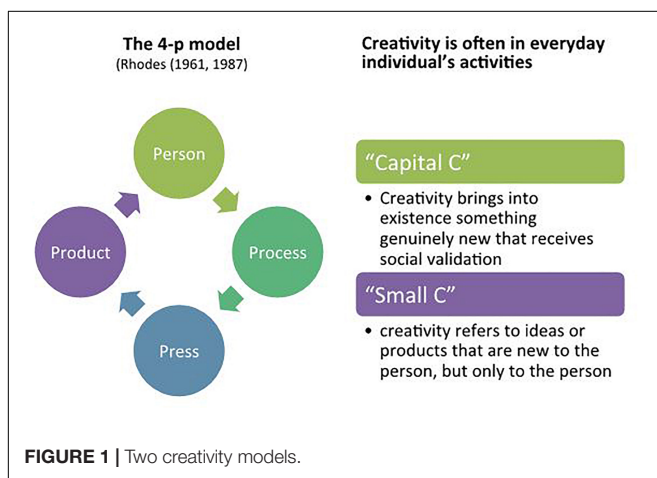 The 4-p model
(Rhodes (1961, 1987)
Person
Process
Press
Product
Creativity is often in everyday
individual's activities
"Capital C"
• Creativity brings into
existence something
genuinely new that receives
social validation
"Small C"
• creativity refers to ideas or
products that are new to the
person, but only to the person
FIGURE 1 | Two creativity models.